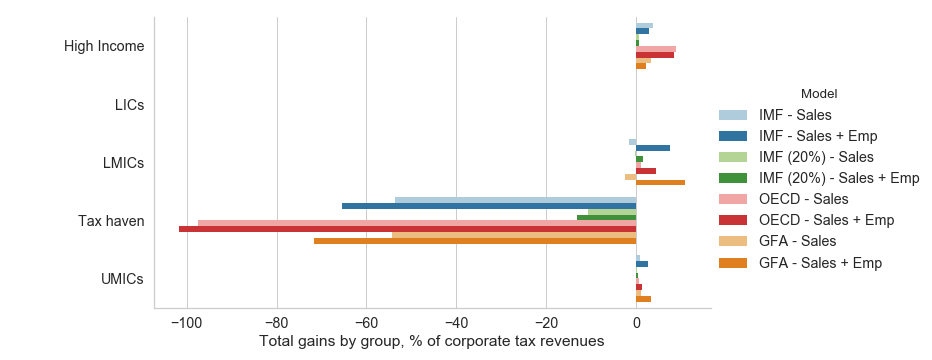 High Income
LICs
LMICs
Tax haven
UMICs
−100
−80
−60
−40
−20
0
Total gains by group, % of corporate tax revenues
Model
IMF - Sales
IMF - Sales + Emp
IMF (20%) - Sales
IMF (20%) - Sales + Emp
OECD - Sales
OECD - Sales + Emp
GFA - Sales
GFA - Sales + Emp